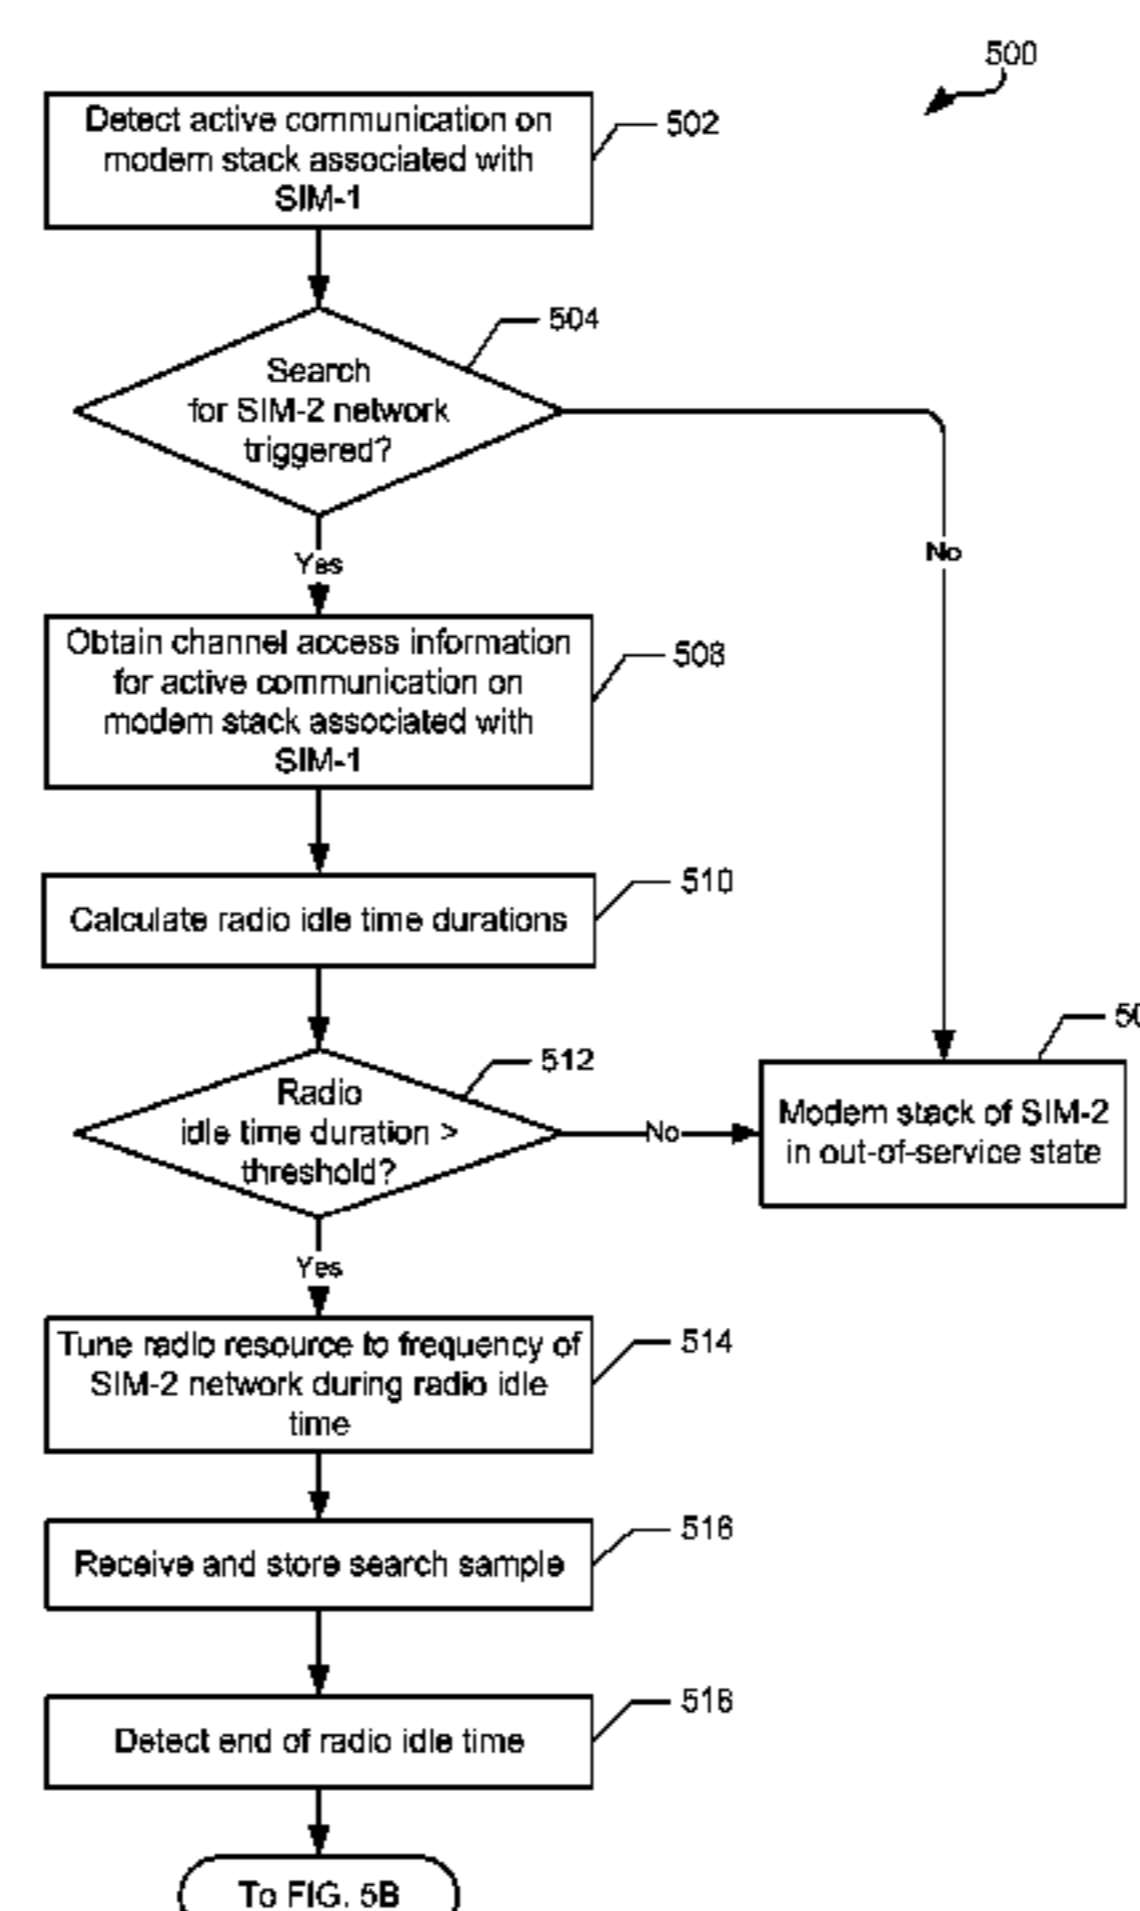 500
Detect active communication on
modem stack associated with
SIM-1
502
504
Search
for SIM-2 network
triggered?
No
Yes
Obtain channel access information
for active communication on
modem stack associated with
SIM-1
508
Calculate radio idle time durations
510
512
Radio
idle time duration >
threshold?
No
50
Modem stack of SIM-2
in out-of-service state
Yes
Tune radio resource to frequency of
SIM-2 network during radio idle
time
514
Receive and store search sample
516
Detect end of radio idle time
518
To FIG. 5B